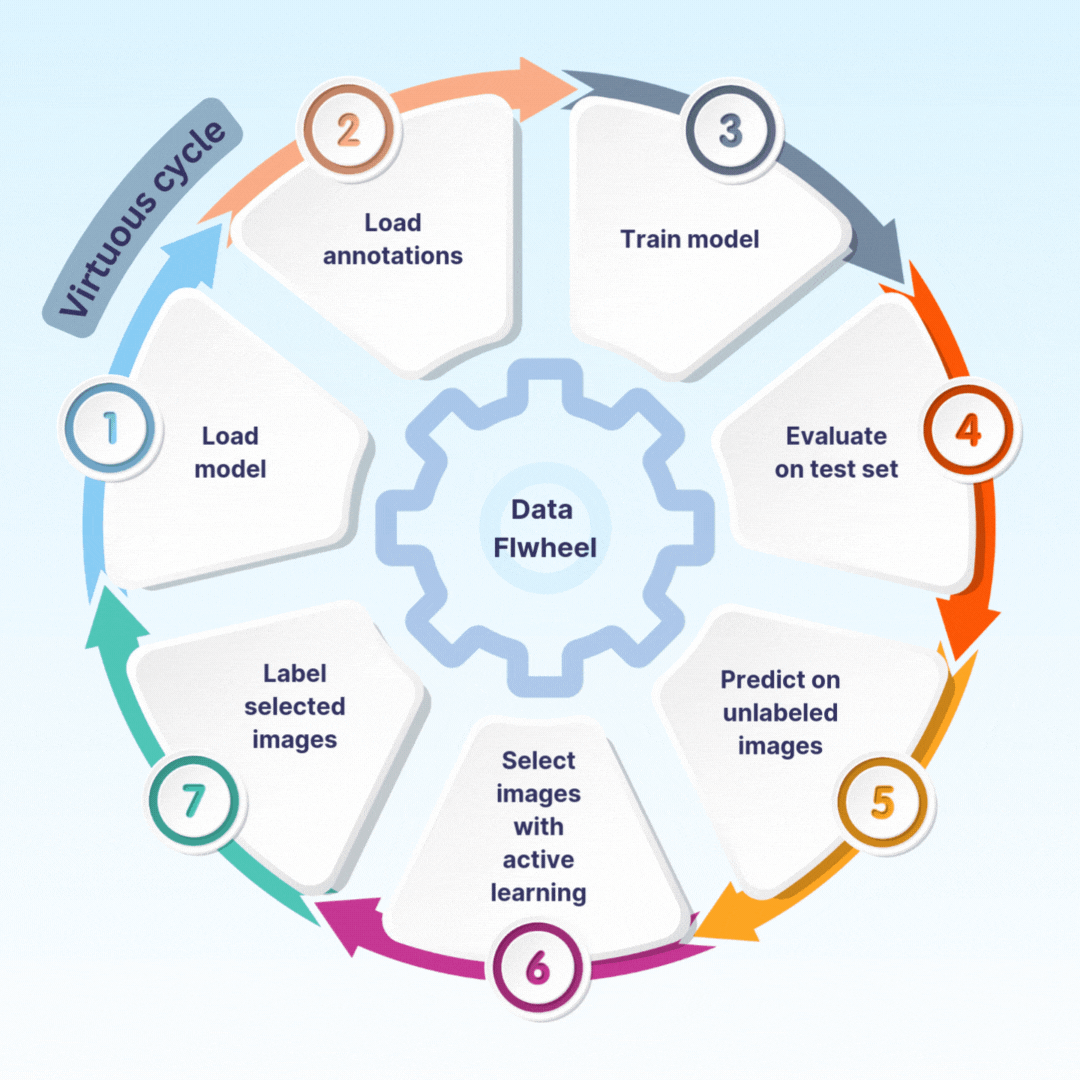 Virtuous cycle
1
Load
model
2
Load
annotations
3
Train model
4
Evaluate
on test set
5
Predict on
unlabeled
images
6
Select
images
with
active
learning
7
Label
selected
images
Data
Flwheel